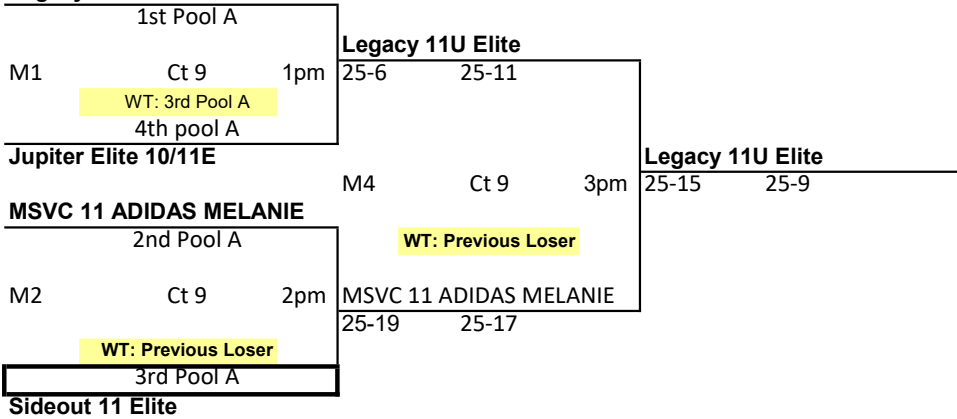 1st Pool A
Legacy 11U Elite
M1 Ct 9 1pm 25-6 25-11
WT: 3rd Pool A
4th pool A
Jupiter Elite 10/11E Legacy 11U Elite
M4 Ct 9 3pm 25-15 25-9
MSVC 11 ADIDAS MELANIE
2nd Pool A WT: Previous Loser
M2 Ct 9 2pm MSVC 11 ADIDAS MELANIE
25-19 25-17
WT: Previous Loser
3rd Pool A
Sideout 11 Elite